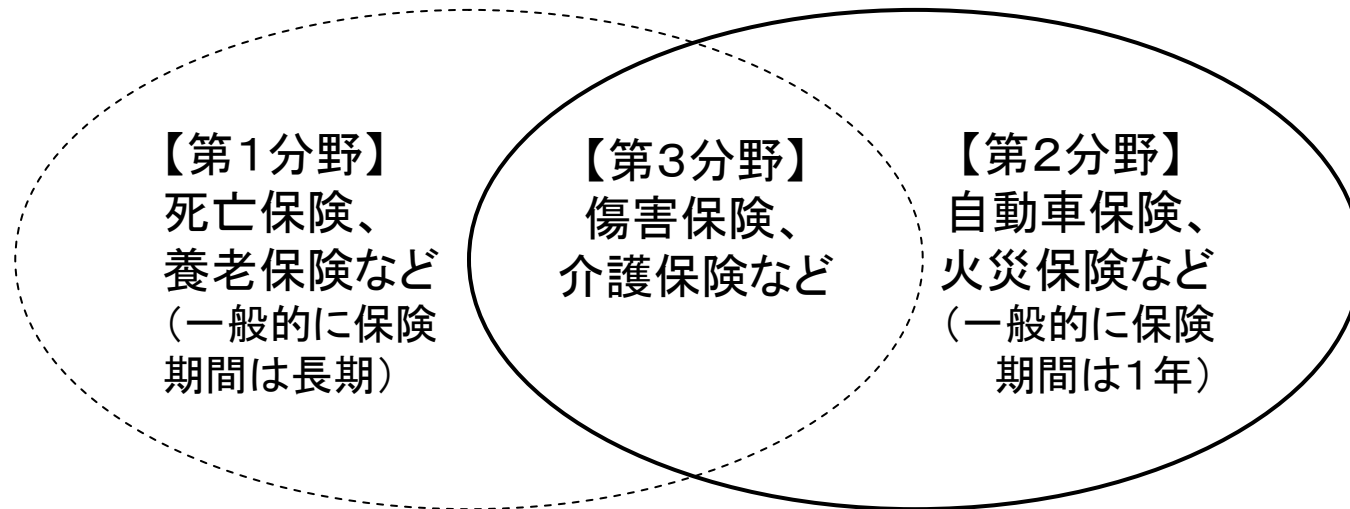 【第１分野】
死亡保険、
養老保険など
（一般的に保険
期間は長期）
【第３分野】
傷害保険、
介護保険など
【第２分野】
自動車保険、
火災保険など
（一般的に保険
期間は１年）